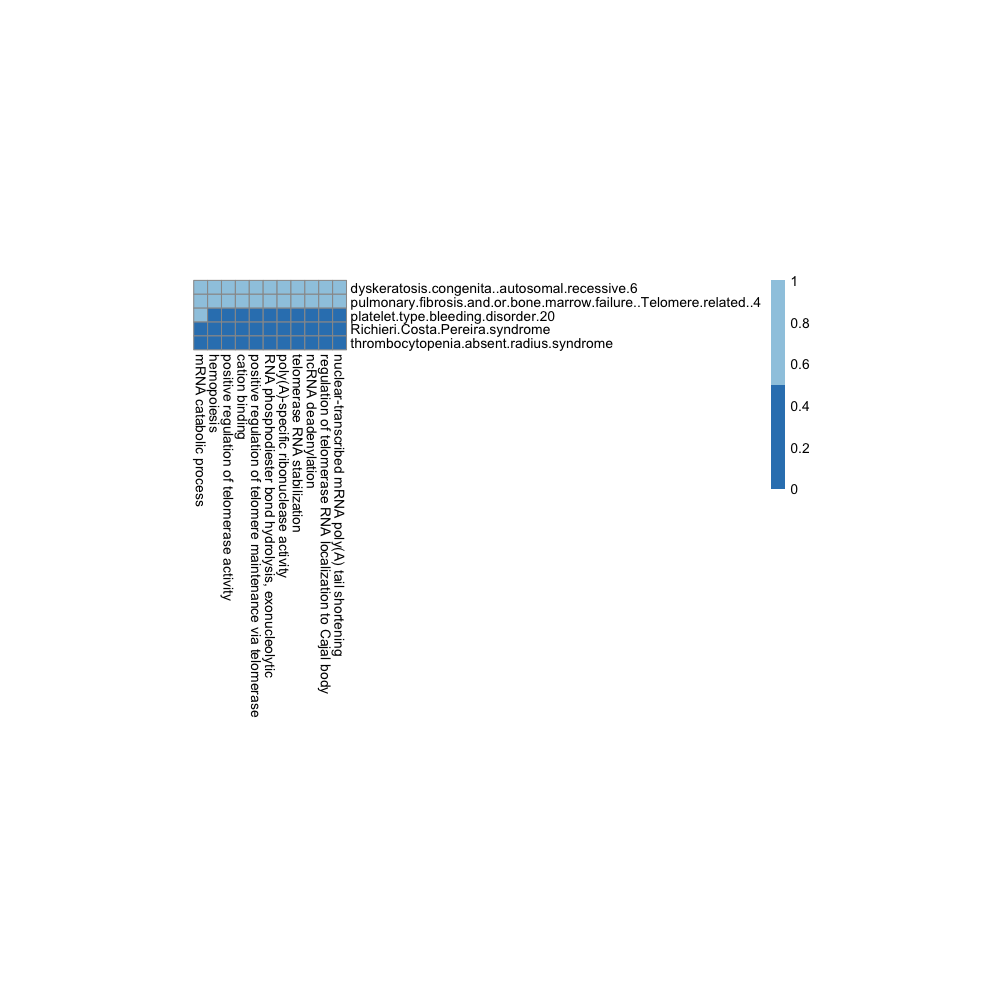 dyskeratosis.congenita..autosomal.recessive.6
pulmonary.fibrosis.and.or.bone.marrow.failure..Telomere.related..4
platelet.type.bleeding.disorder.20
Richieri.Costa.Pereira.syndrome
thrombocytopenia.absent.radius.syndrome
1
0.8
0.6
0.4
0.2
0
mRNA catabolic process
hemopoiesis
positive regulation of telomerase activity
cation binding
positive regulation of telomere maintenance via telomerase
RNA phosphodiester bond hydrolysis, exonucleolytic
poly(A)-specific ribonuclease activity
telomerase RNA stabilization
ncRNA deadenylation
regulation of telomerase RNA localization to Cajal body
nuclear-transcribed mRNA poly(A) tail shortening